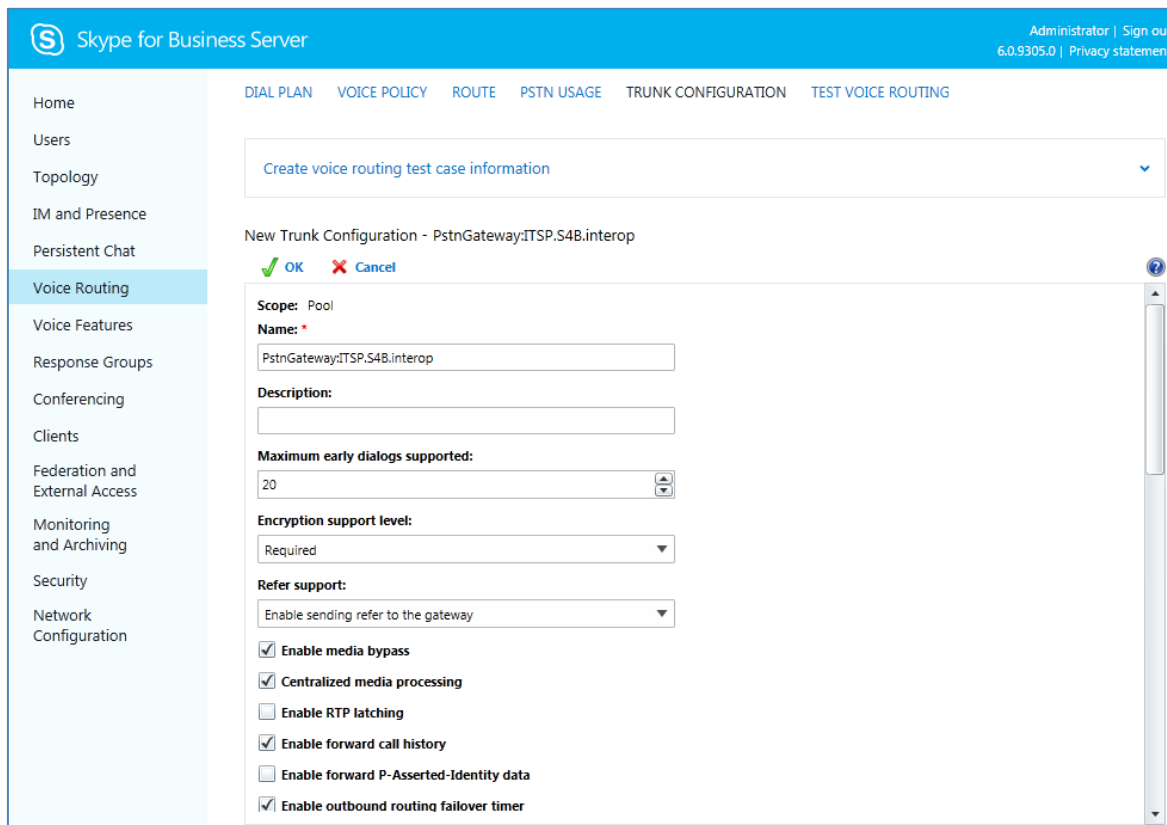 Skype for Business Server
Administrator | Sign ou
6.0.9305.0 | Privacy statemen
Home
Users
Topology
IM and Presence
Persistent Chat
Voice Routing
Voice Features
Response Groups
Conferencing
Clients
Federation and
External Access
Monitoring
and Archiving
Security
Network
Configuration
DIAL PLAN VOICE POLICY ROUTE PSTN USAGE TRUNK CONFIGURATION TEST VOICE ROUTING
Create voice routing test case information
New Trunk Configuration - PstnGateway:ITSP.S4B.interop
OK Cancel
Scope: Pool
Name: *
PstnGateway:ITSP.S4B.interop
Description:
Maximum early dialogs supported:
20
Encryption support level:
Required
Refer support:
Enable sending refer to the gateway
Enable media bypass
Centralized media processing
Enable RTP latching
Enable forward call history
Enable forward P-Asserted-Identity data
Enable outbound routing failover timer